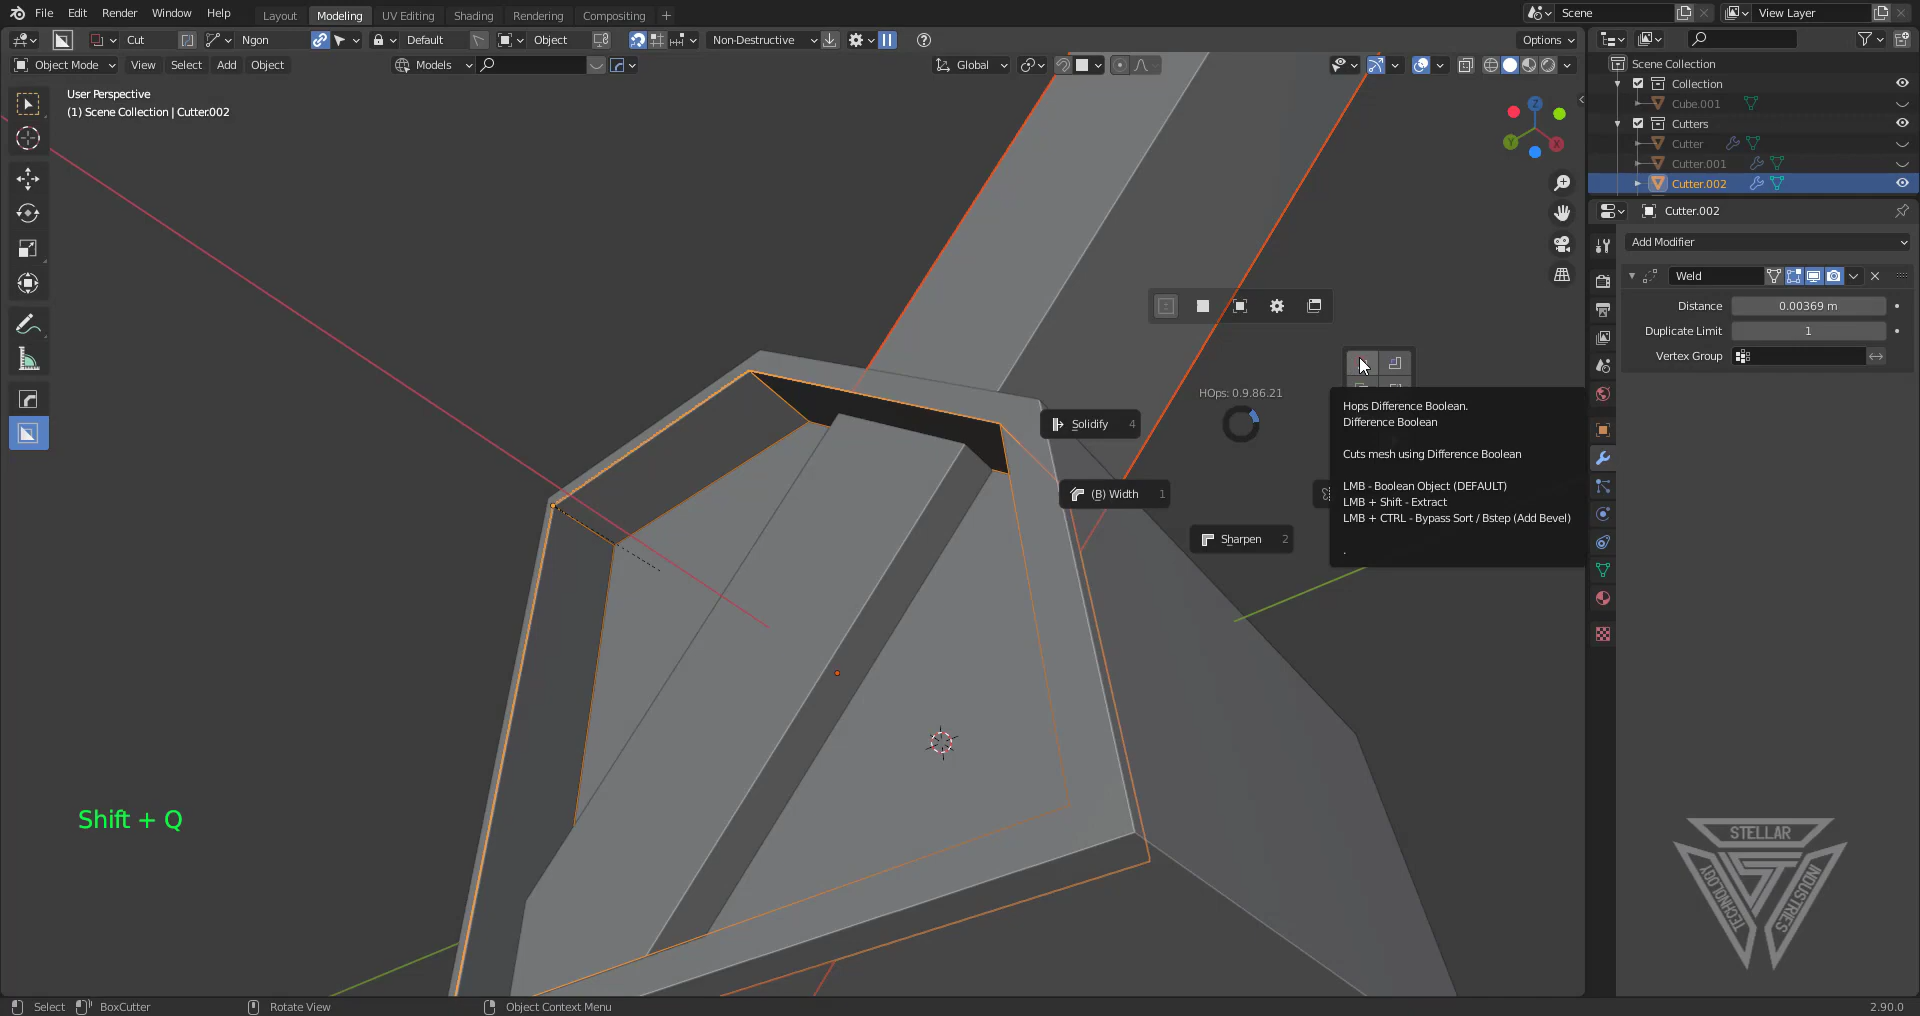 File Edit Render Window Help Layout Modeling UV Editing Shading Rendering Compositing Scene View Layer
Cut Ngon Default Object Non-Destructive Options
Object Mode View Select Add Object Models Global
User Perspective
(1) Scene Collection | Cutter.002
Scene Collection
Collection
Cube.001
Cutters
Cutter
Cutter.001
Cutter.002
Cutter.002
Add Modifier
Weld
Distance 0.00369 m
Duplicate Limit 1
Vertex Group
Z
Y
X
HOps: 0.9.86.21
Solidify 4
(B) Width 1
Sharpen 2
Hops Difference Boolean.
Difference Boolean
Cuts mesh using Difference Boolean
LMB - Boolean Object (DEFAULT)
LMB + Shift - Extract
LMB + CTRL - Bypass Sort / Bstep (Add Bevel)
.
Shift + Q
STELLAR
TECHNOLOGY
INDUSTRIES
Select BoxCutter Rotate View Object Context Menu 2.90.0